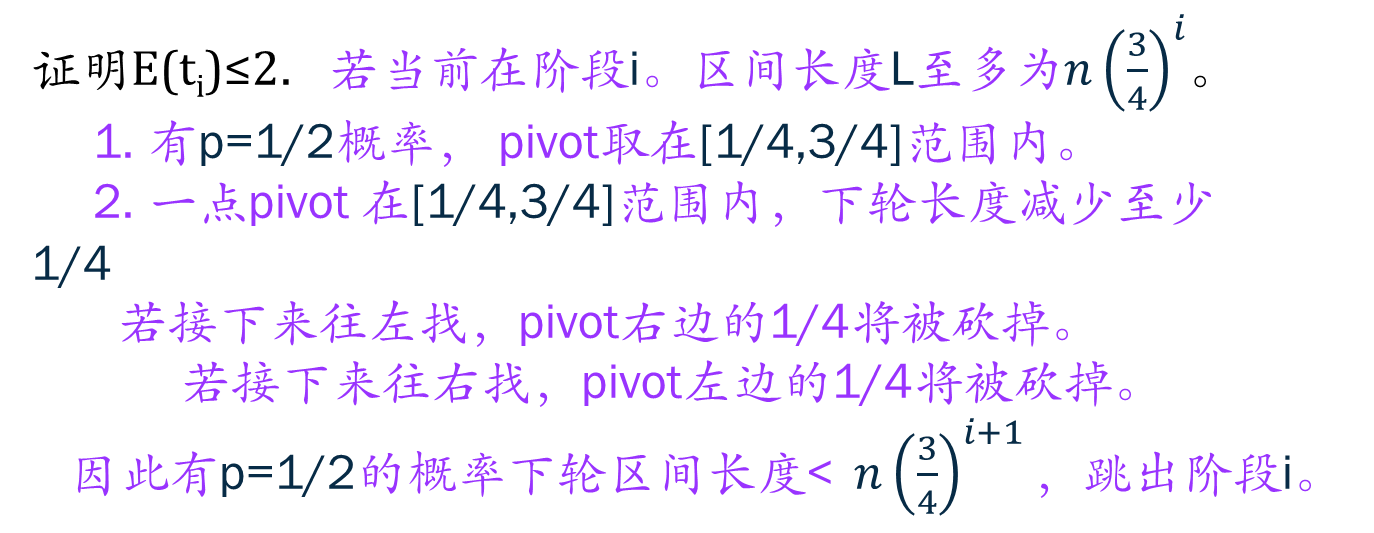 证明E(tᵢ)≤2. 若当前在阶段i。区间长度L至多为n(3/4)^i。
1. 有p=1/2概率， pivot取在[1/4,3/4]范围内。
2. 一点pivot 在[1/4,3/4]范围内，下轮长度减少至少
1/4
若接下来往左找，pivot右边的1/4将被砍掉。
若接下来往右找，pivot左边的1/4将被砍掉。
因此有p=1/2的概率下轮区间长度< n(3/4)^{i+1}，跳出阶段i。